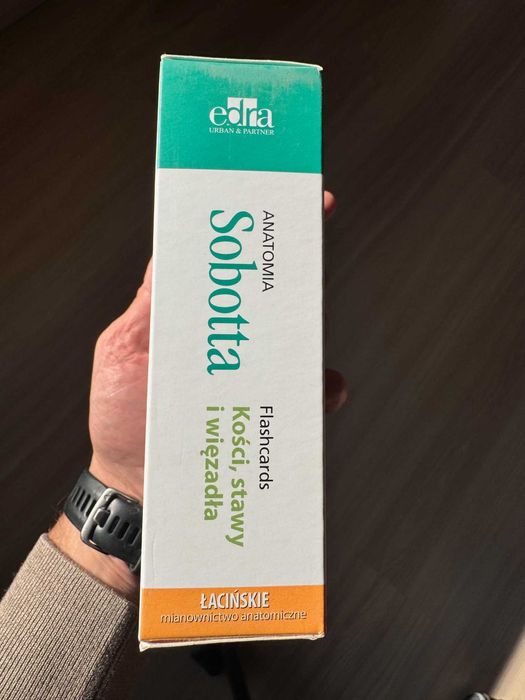 edra
URBAN & PARTNER
ANATOMIA
Sobotta
Flashcards
Kości, stawy
i więzadła
ŁACIŃSKIE
mianownictwo anatomiczne